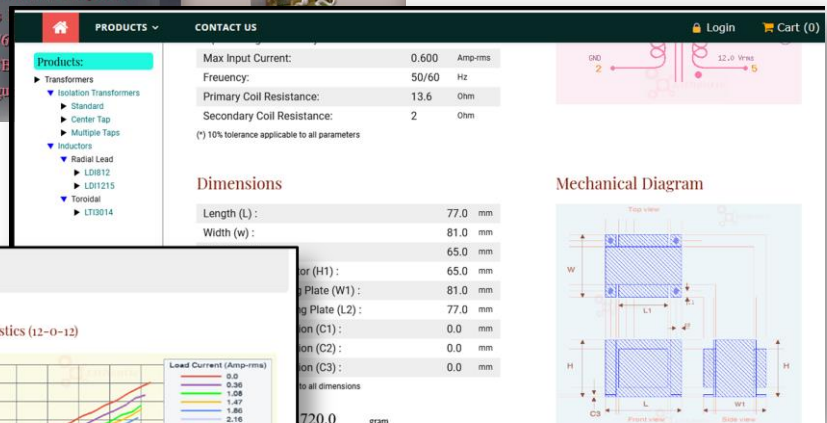 PRODUCTS
CONTACT US
Login
Cart (0)
Products:
Transformers
Isolation Transformers
Standard
Center Tap
Multiple Taps
Inductors
Radial Lead
LDI812
LDI1215
Toroidal
LTI3014
Max Input Current: 0.600 Amp-rms
Freuency: 50/60 Hz
Primary Coil Resistance: 13.6 Ohm
Secondary Coil Resistance: 2 Ohm
(*) 10% tolerance applicable to all parameters
GND
2
12.0 Vrms
5
Dimensions
Length (L) : 77.0 mm
Width (w) : 81.0 mm
65.0 mm
tor (H1) : 65.0 mm
g Plate (W1) : 81.0 mm
ng Plate (L2) : 77.0 mm
ion (C1) : 0.0 mm
ion (C2) : 0.0 mm
ion (C3) : 0.0 mm
to all dimensions
720.0 gram
Mechanical Diagram
Top view
W
L1
H
H
C3
L
W1
Front view
Side view
stics (12-0-12)
Load Current (Amp-rms)
0.0
0.36
1.08
1.47
1.86
2.16